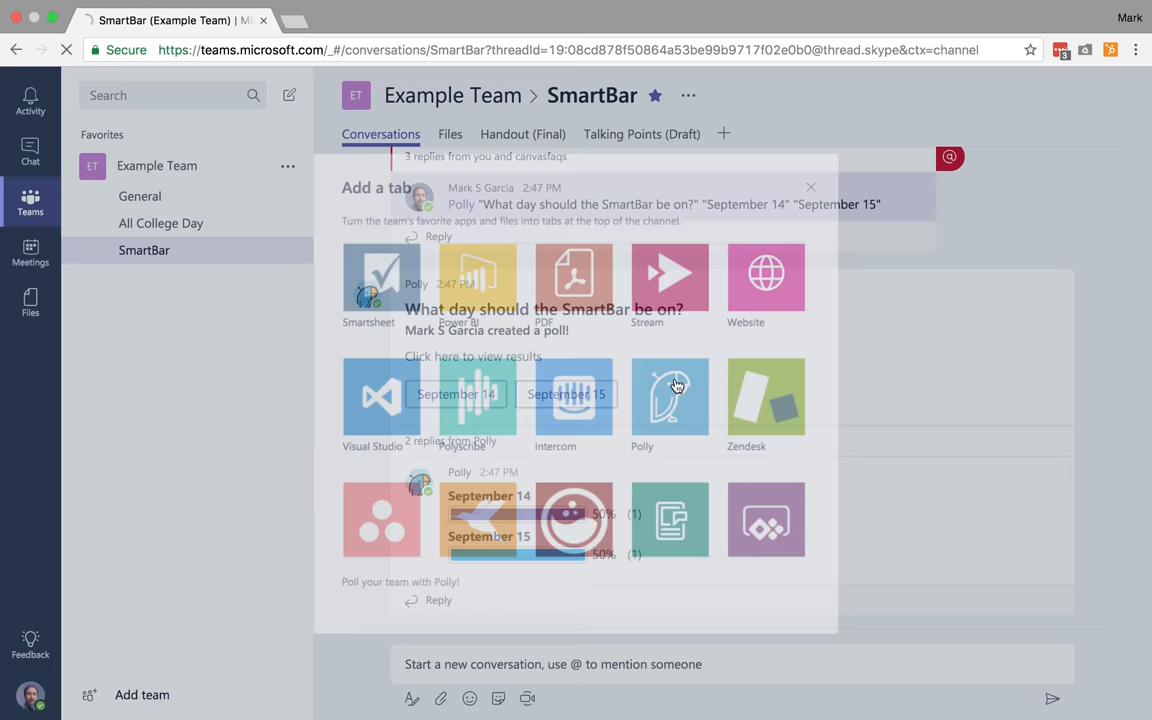 SmartBar (Example Team) | Mi
Mark
Secure https://teams.microsoft.com/_#/conversations/SmartBar?threadId=19:08cd878f50864a53be99b9717f02e0b0@thread.skype&ctx=channel
3
Activity
Chat
Teams
Meetings
Files
Feedback
Search
Favorites
ET Example Team
General
All College Day
SmartBar
Add team
ET Example Team > SmartBar
Conversations Files Handout (Final) Talking Points (Draft)
3 replies from you and canvasfaqs
@
Mark S Garcia 2:47 PM
Polly "What day should the SmartBar be on?" "September 14" "September 15"
Reply
Polly 2:47 PM
What day should the SmartBar be on?
Mark S Garcia created a poll!
Click here to view results
September 14 September 15
2 replies from Polly
Polly 2:47 PM
September 14
50% (1)
September 15
50% (1)
Reply
Start a new conversation, use @ to mention someone
Add a tab
Turn the team's favorite apps and files into tabs at the top of the channel.
Smartsheet Power BI PDF Stream Website
Visual Studio Polyscribe Intercom Polly Zendesk
Poll your team with Polly!